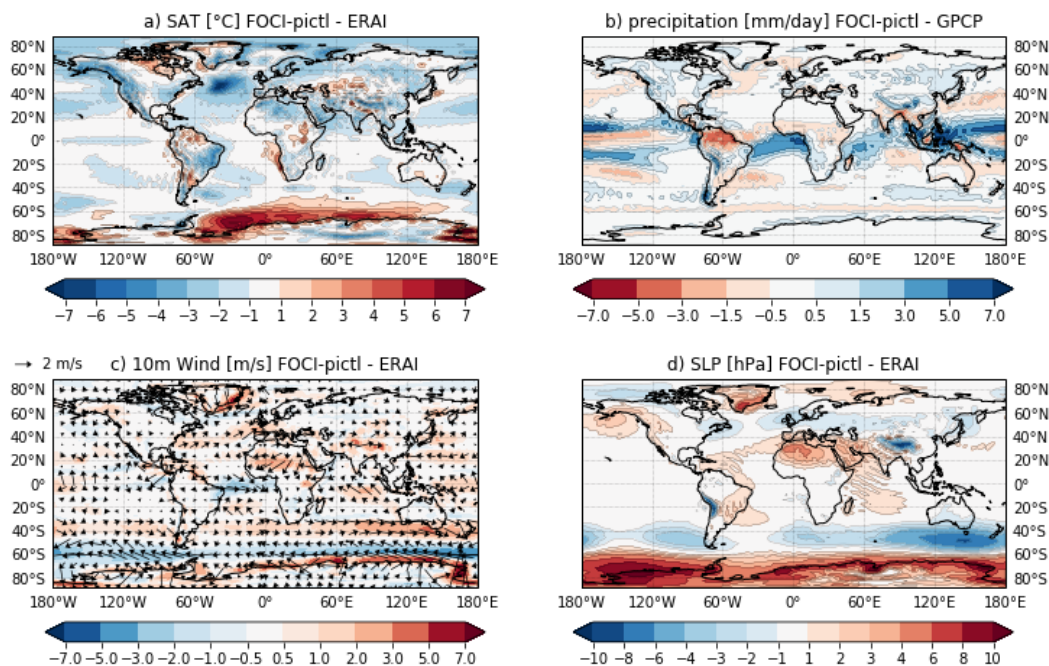 a) SAT [°C] FOCI-pictl - ERAI
80°N
60°N
40°N
20°N
0°
20°S
40°S
60°S
80°S
180°W 120°W 60°W 0° 60°E 120°E 180°E
−7 −6 −5 −4 −3 −2 −1 1 2 3 4 5 6 7
b) precipitation [mm/day] FOCI-pictl - GPCP
80°N
60°N
40°N
20°N
0°
20°S
40°S
60°S
80°S
180°W 120°W 60°W 0° 60°E 120°E 180°E
−7.0 −5.0 −3.0 −1.5 −0.5 0.5 1.5 3.0 5.0 7.0
2 m/s
c) 10m Wind [m/s] FOCI-pictl - ERAI
80°N
60°N
40°N
20°N
0°
20°S
40°S
60°S
80°S
180°W 120°W 60°W 0° 60°E 120°E 180°E
−7.0 −5.0 −3.0 −2.0 −1.0 −0.5 0.5 1.0 2.0 3.0 5.0 7.0
d) SLP [hPa] FOCI-pictl - ERAI
80°N
60°N
40°N
20°N
0°
20°S
40°S
60°S
80°S
180°W 120°W 60°W 0° 60°E 120°E 180°E
−10 −8 −6 −4 −2 −1 1 2 4 6 8 10